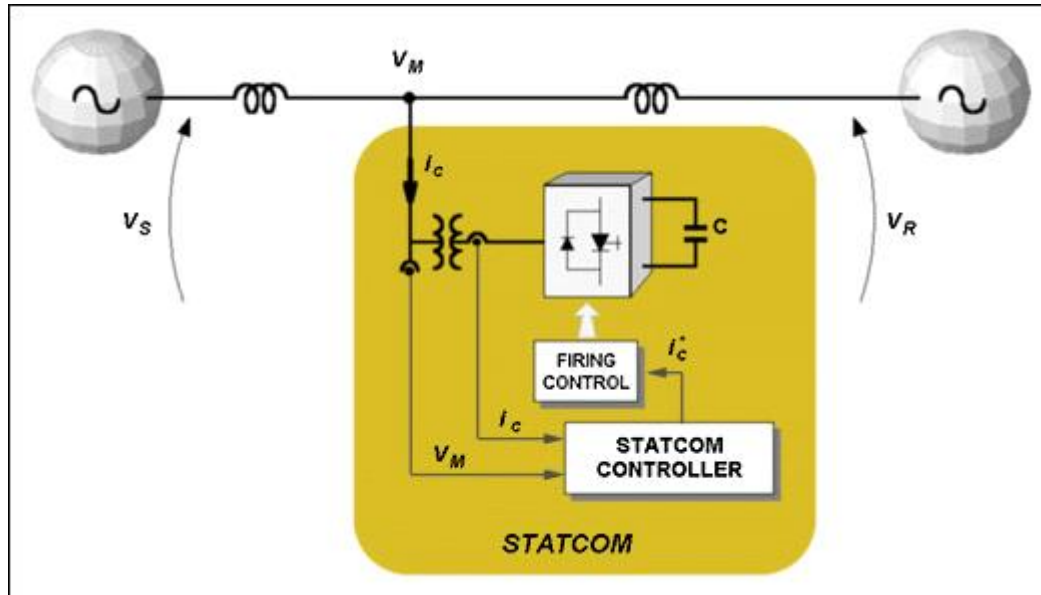 V_M
i_c
V_S
V_R
C
i_c*
FIRING
CONTROL
i_c
STATCOM
CONTROLLER
V_M
STATCOM